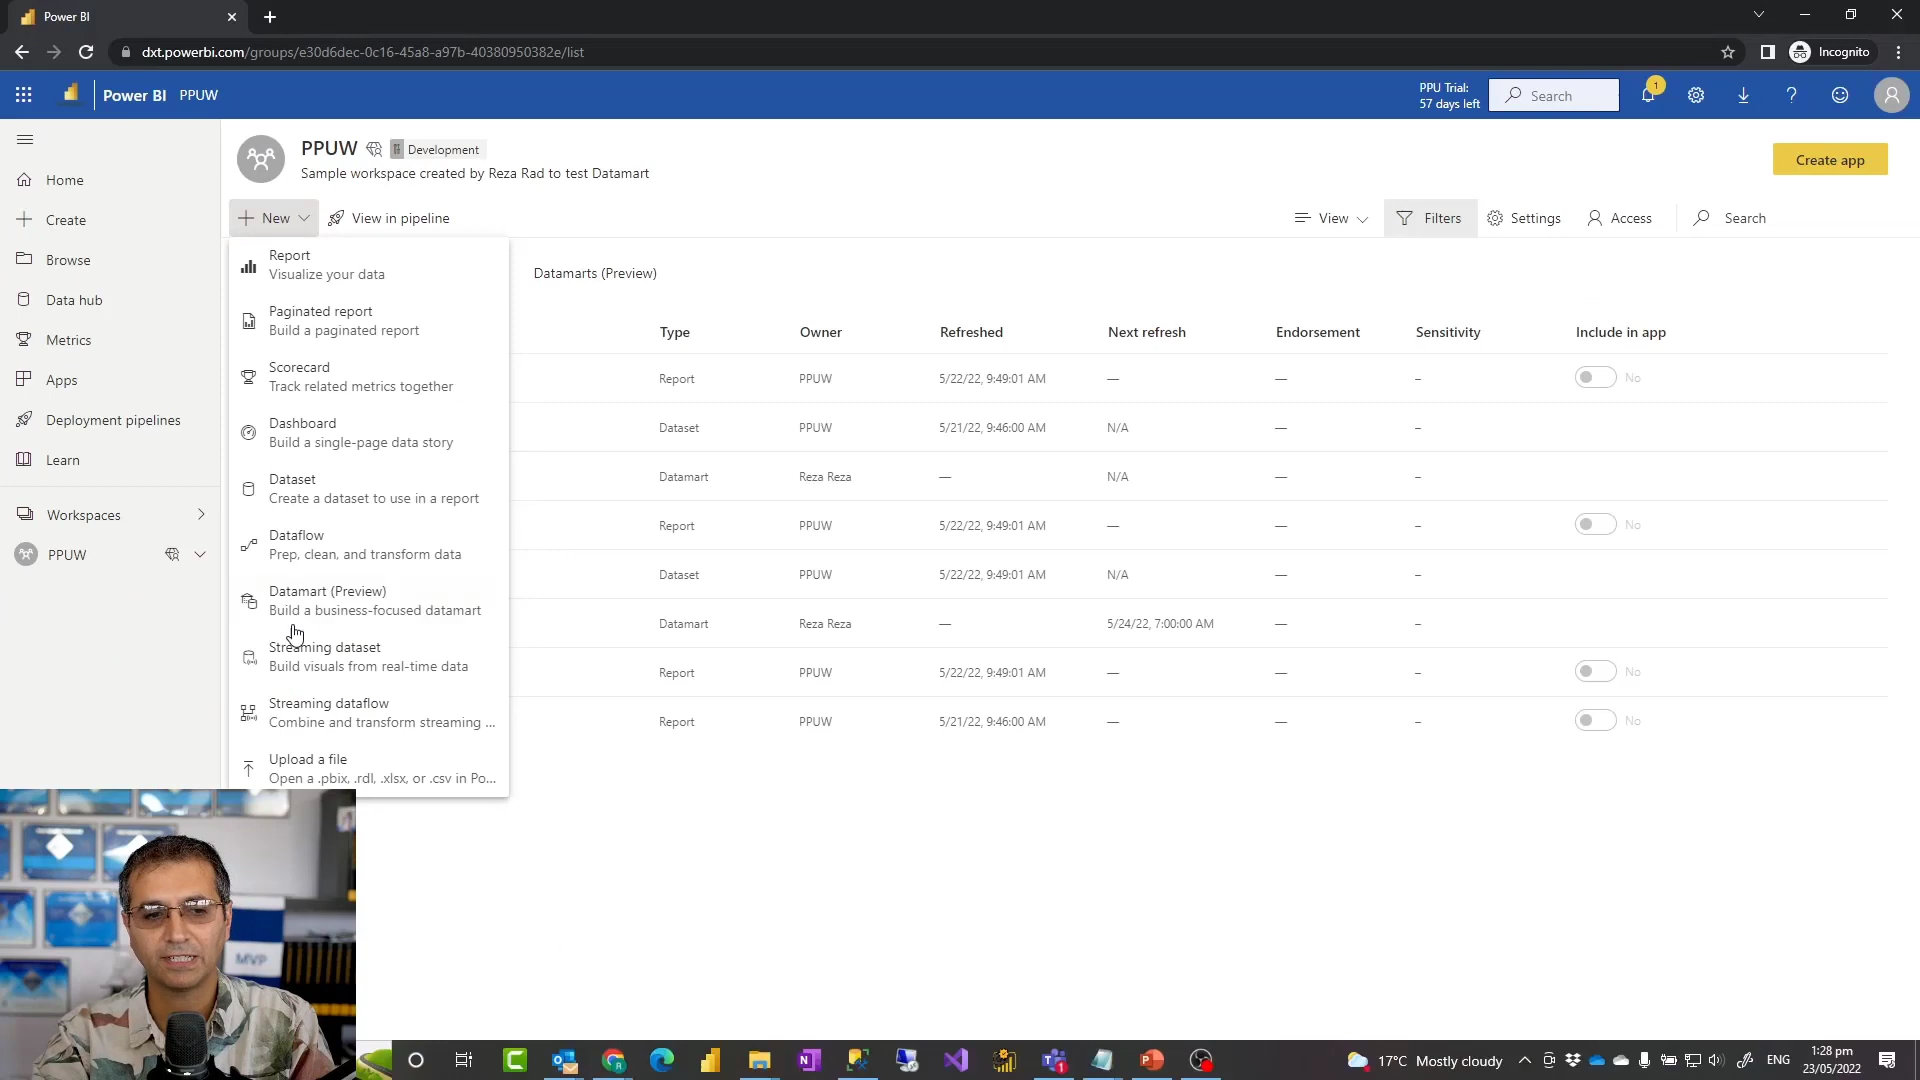 Power BI
dxt.powerbi.com/groups/e30d6dec-0c16-45a8-a97b-40380950382e/list
Incognito
Power BI PPUW
PPU Trial:
57 days left
Search
1
PPUW Development
Sample workspace created by Reza Rad to test Datamart
Create app
New
View in pipeline
View
Filters
Settings
Access
Search
Home
Create
Browse
Data hub
Metrics
Apps
Deployment pipelines
Learn
Workspaces
PPUW
Report
Visualize your data
Paginated report
Build a paginated report
Scorecard
Track related metrics together
Dashboard
Build a single-page data story
Dataset
Create a dataset to use in a report
Dataflow
Prep, clean, and transform data
Datamart (Preview)
Build a business-focused datamart
Streaming dataset
Build visuals from real-time data
Streaming dataflow
Combine and transform streaming ...
Upload a file
Open a .pbix, .rdl, .xlsx, or .csv in Po...
Datamarts (Preview)
Type Owner Refreshed Next refresh Endorsement Sensitivity Include in app
Report PPUW 5/22/22, 9:49:01 AM — — – No
Dataset PPUW 5/21/22, 9:46:00 AM N/A — –
Datamart Reza Reza — N/A — –
Report PPUW 5/22/22, 9:49:01 AM — — – No
Dataset PPUW 5/22/22, 9:49:01 AM N/A — –
Datamart Reza Reza — 5/24/22, 7:00:00 AM — –
Report PPUW 5/22/22, 9:49:01 AM — — – No
Report PPUW 5/21/22, 9:46:00 AM — — – No
MVP
17°C Mostly cloudy
ENG
1:28 pm
23/05/2022